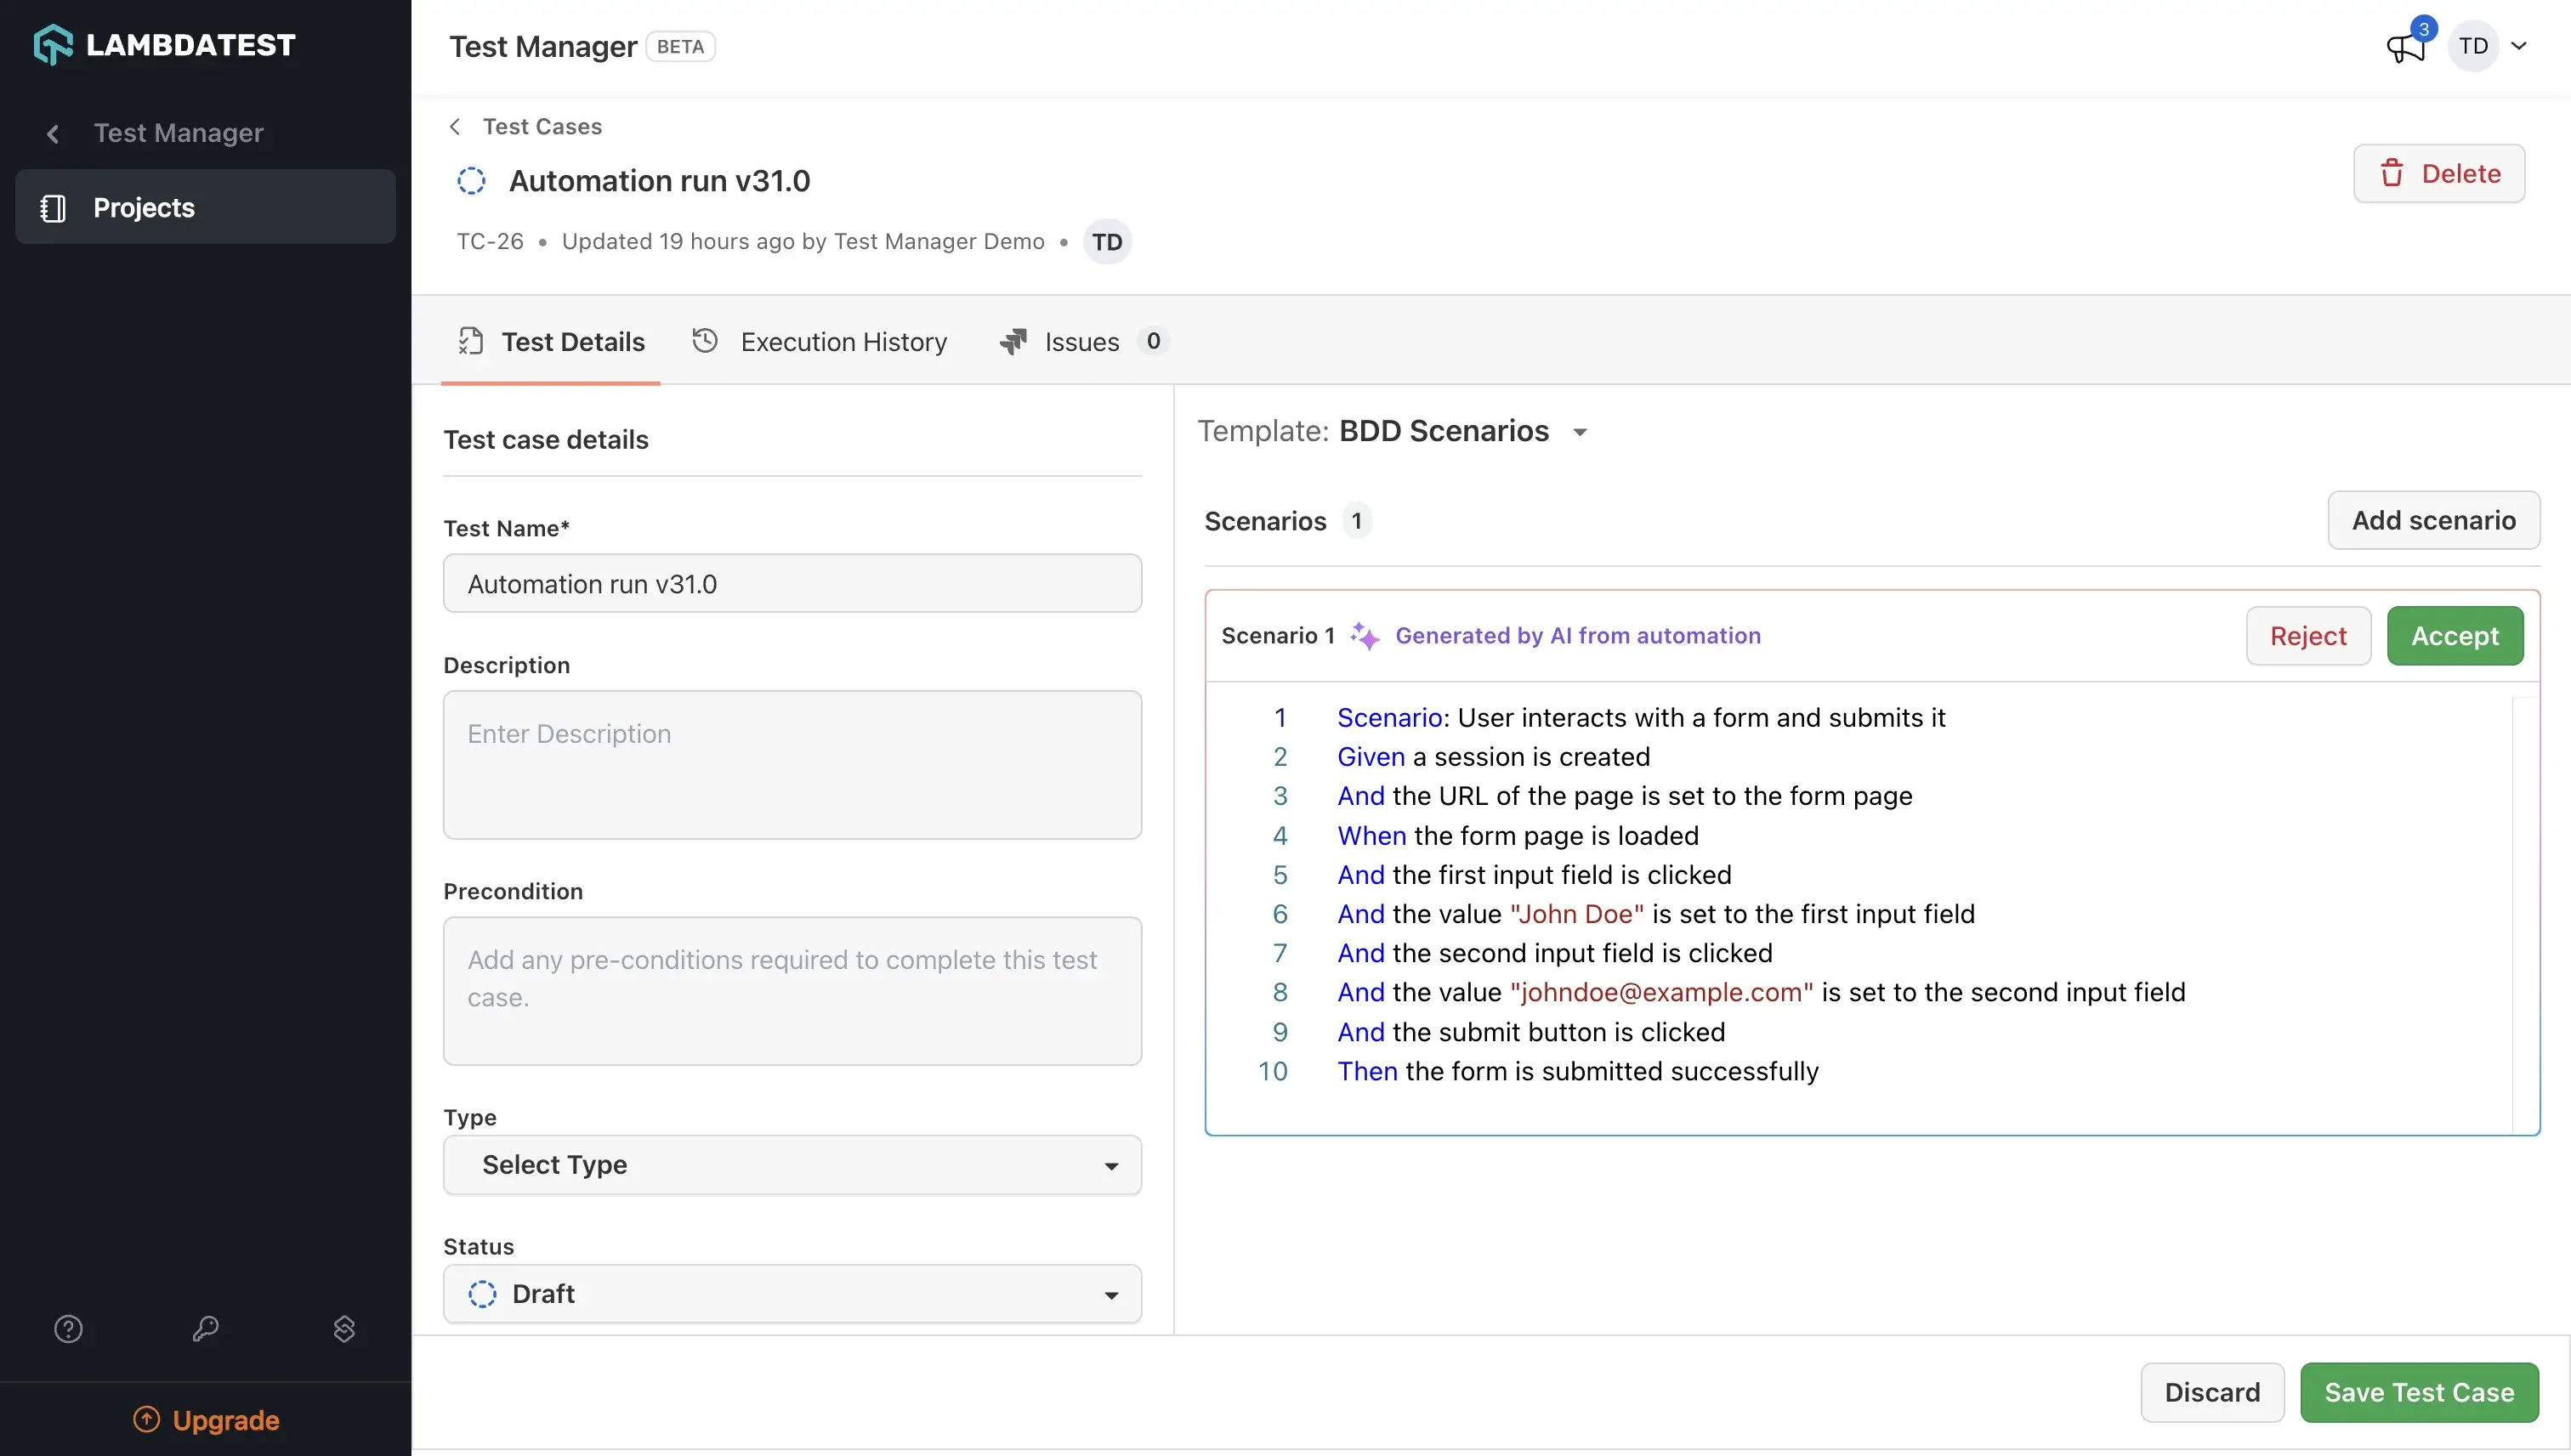 LAMBDATEST
Test Manager
Projects
Upgrade
Test Manager BETA
3
TD
Test Cases
Automation run v31.0
Delete
TC-26 • Updated 19 hours ago by Test Manager Demo • TD
Test Details
Execution History
Issues 0
Test case details
Test Name*
Automation run v31.0
Description
Enter Description
Precondition
Add any pre-conditions required to complete this test
case.
Type
Select Type
Status
Draft
Template: BDD Scenarios
Scenarios 1
Add scenario
Scenario 1 Generated by AI from automation
Reject
Accept
1 Scenario: User interacts with a form and submits it
2 Given a session is created
3 And the URL of the page is set to the form page
4 When the form page is loaded
5 And the first input field is clicked
6 And the value "John Doe" is set to the first input field
7 And the second input field is clicked
8 And the value "johndoe@example.com" is set to the second input field
9 And the submit button is clicked
10 Then the form is submitted successfully
Discard
Save Test Case